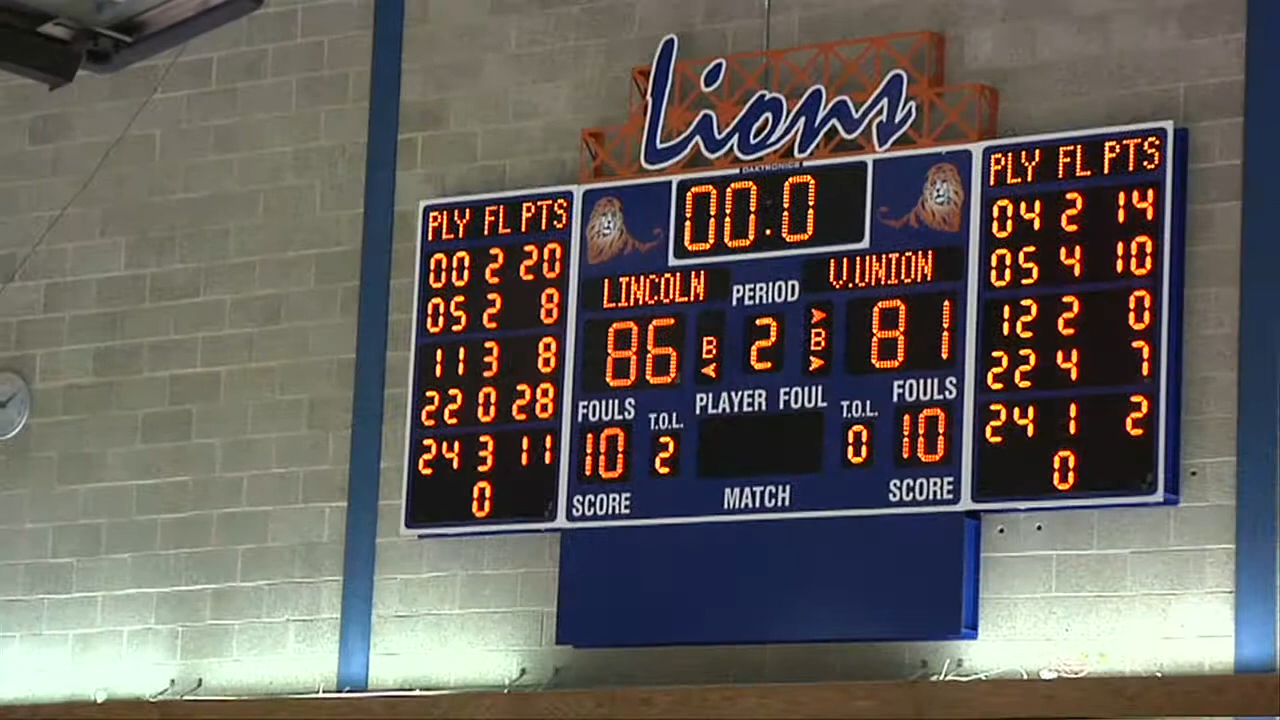 Lions
DAKTRONICS
PLY FL PTS
00 2 20
05 2 8
11 3 8
22 0 28
24 3 11
0
00.0
LINCOLN PERIOD V.UNION
86 B 2 B 81
FOULS T.O.L. PLAYER FOUL T.O.L. FOULS
10 2 0 10
SCORE MATCH SCORE
PLY FL PTS
04 2 14
05 4 10
12 2 0
22 4 7
24 1 2
0